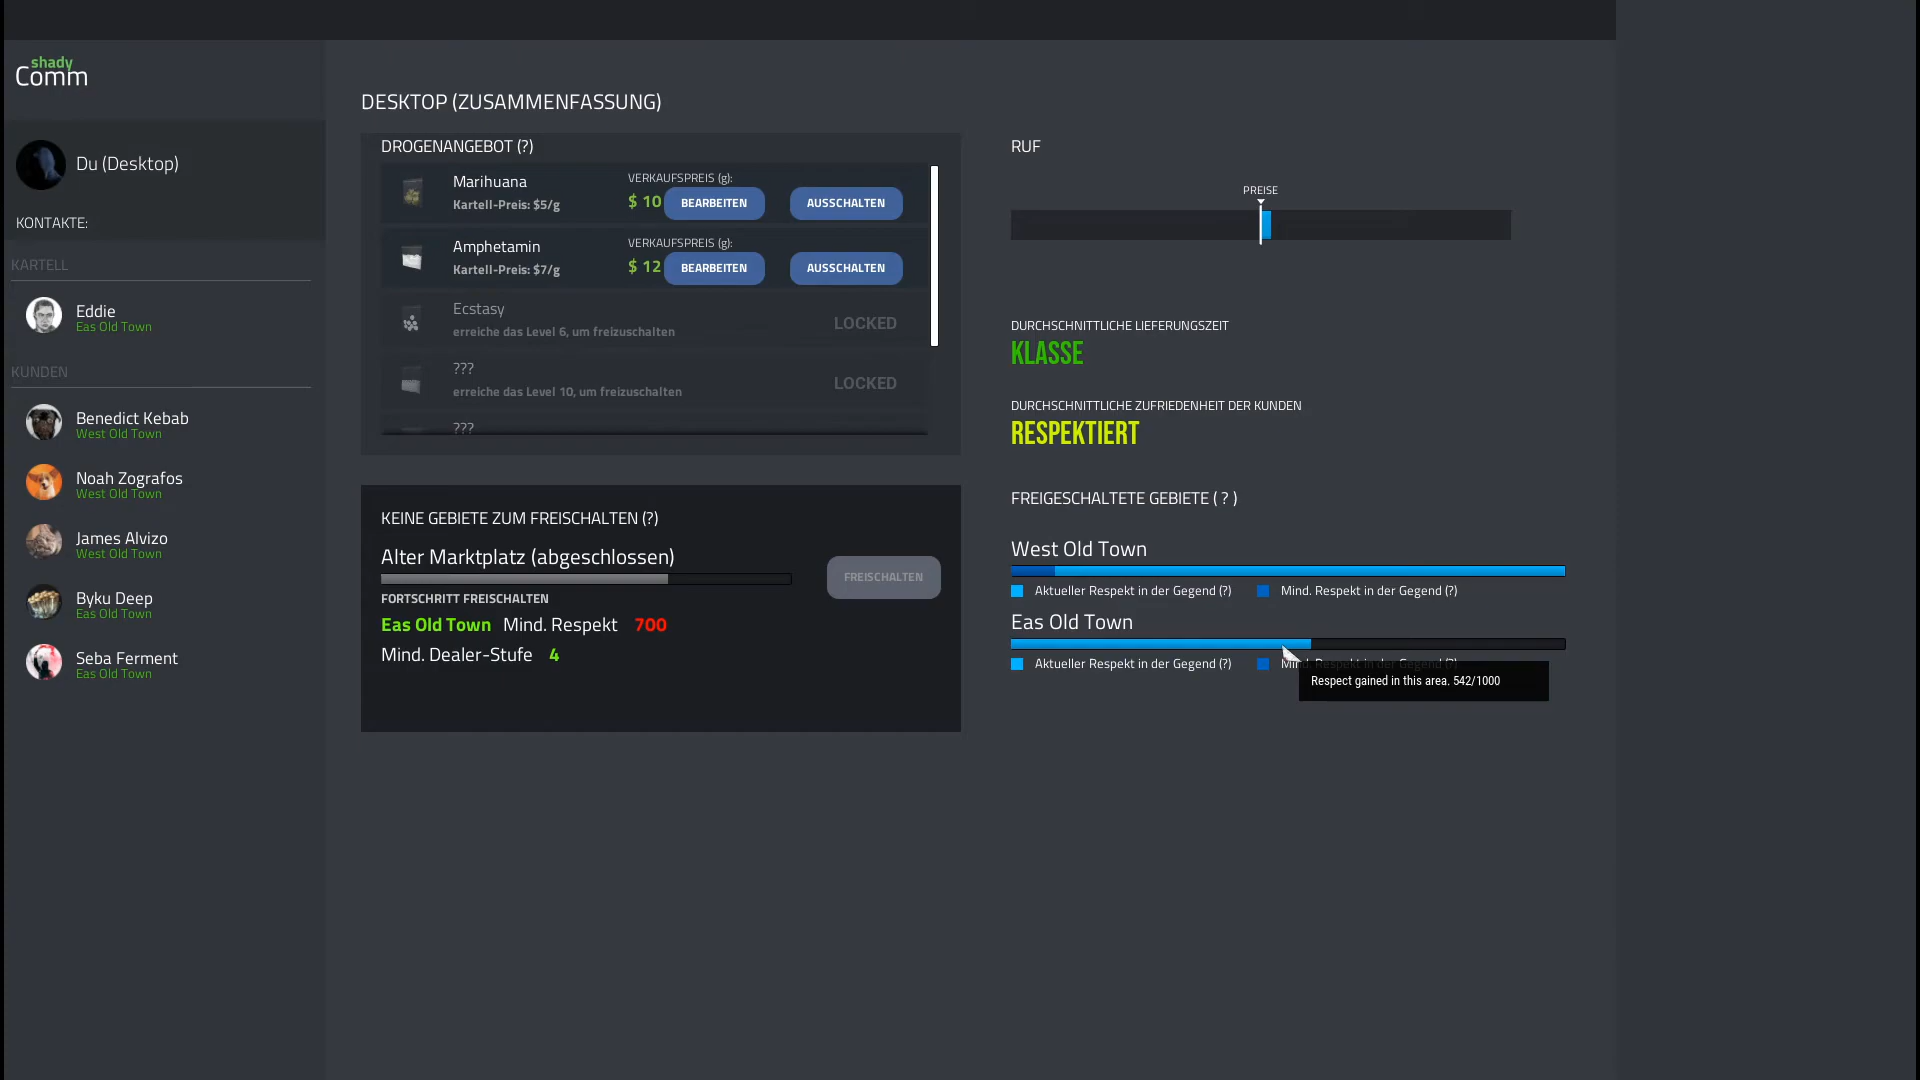 shady
Comm
Du (Desktop)
KONTAKTE:
KARTELL
Eddie
Eas Old Town
KUNDEN
Benedict Kebab
West Old Town
Noah Zografos
West Old Town
James Alvizo
West Old Town
Byku Deep
Eas Old Town
Seba Ferment
Eas Old Town
DESKTOP (ZUSAMMENFASSUNG)
DROGENANGEBOT (?)
Marihuana
Kartell-Preis: $5/g
VERKAUFSPREIS (g):
$ 10
BEARBEITEN
AUSSCHALTEN
Amphetamin
Kartell-Preis: $7/g
VERKAUFSPREIS (g):
$ 12
BEARBEITEN
AUSSCHALTEN
Ecstasy
erreiche das Level 6, um freizuschalten
LOCKED
???
erreiche das Level 10, um freizuschalten
LOCKED
???
KEINE GEBIETE ZUM FREISCHALTEN (?)
Alter Marktplatz (abgeschlossen)
FREISCHALTEN
FORTSCHRITT FREISCHALTEN
Eas Old Town Mind. Respekt 700
Mind. Dealer-Stufe 4
RUF
PREISE
DURCHSCHNITTLICHE LIEFERUNGSZEIT
KLASSE
DURCHSCHNITTLICHE ZUFRIEDENHEIT DER KUNDEN
RESPEKTIERT
FREIGESCHALTETE GEBIETE ( ? )
West Old Town
Aktueller Respekt in der Gegend (?) Mind. Respekt in der Gegend (?)
Eas Old Town
Aktueller Respekt in der Gegend (?) Mind. Respekt in der Gegend (?)
Respect gained in this area. 542/1000